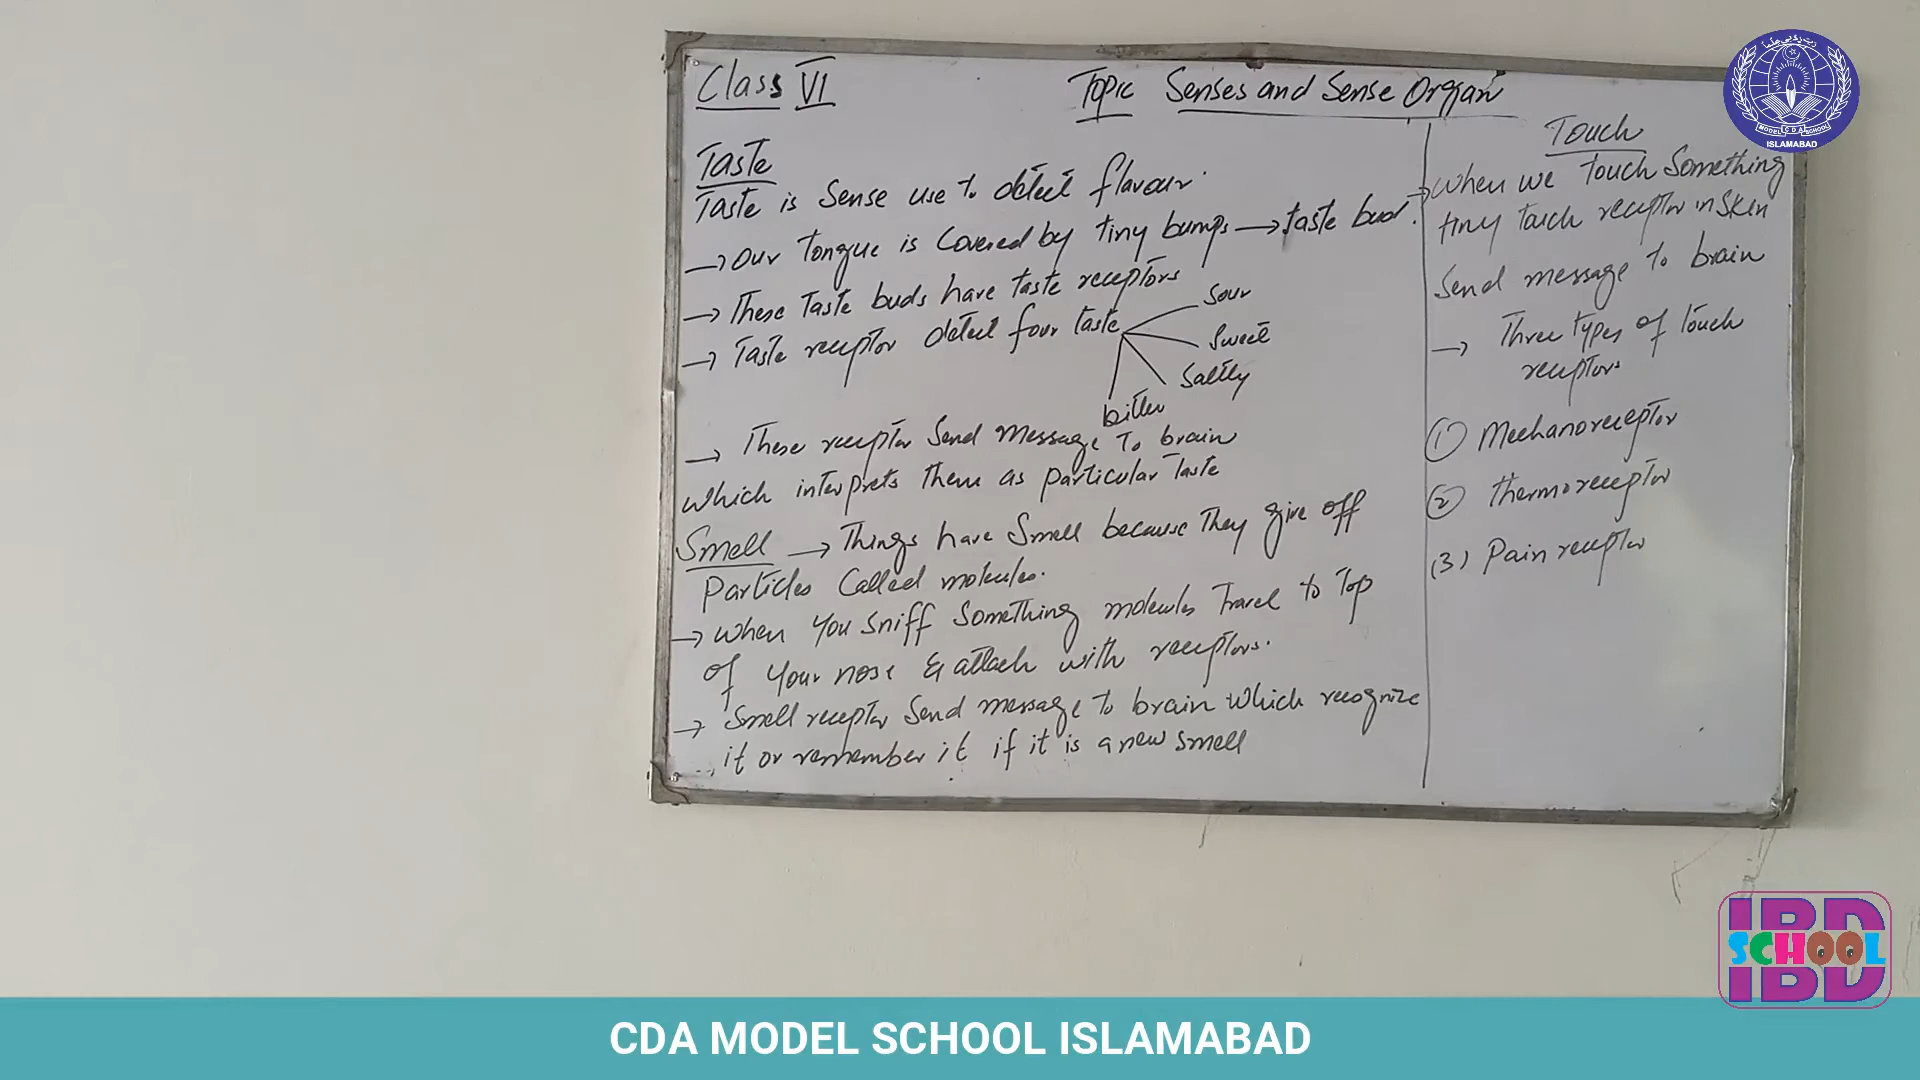 Class VI
Topic Senses and Sense Organ
Taste
Taste is Sense use to detect flavour.
→ Our tongue is Covered by tiny bumps → taste bud.
→ These Taste buds have taste receptors
→ Taste receptor detect four taste
Sour
Sweet
Saltly
bitter
→ These receptor Send Message To brain
which interprets them as particular Taste
Smell → Things have Smell because They give off
Particles Called molecules.
→ when you sniff Something molecules Travel to Top
of your nose & attach with receptors.
→ Smell receptor Send message to brain which recognize
it or remember it if it is a new smell
Touch
→ when we touch Something
tiny touch receptor in Skin
Send message to brain
→ Three types of touch
receptors
① Mechanoreceptor
② thermoreceptor
(3) Pain receptor
MODEL CDA SCHOOL
ISLAMABAD
IBD
SCHOOL
IBD
CDA MODEL SCHOOL ISLAMABAD